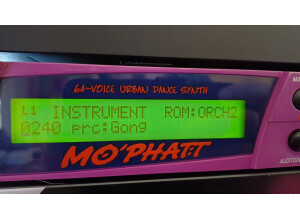 64-VOICE URBAN DANCE SYNTH
L1 INSTRUMENT ROM:ORCH2
0240 prc:Gong
MO'PHATT